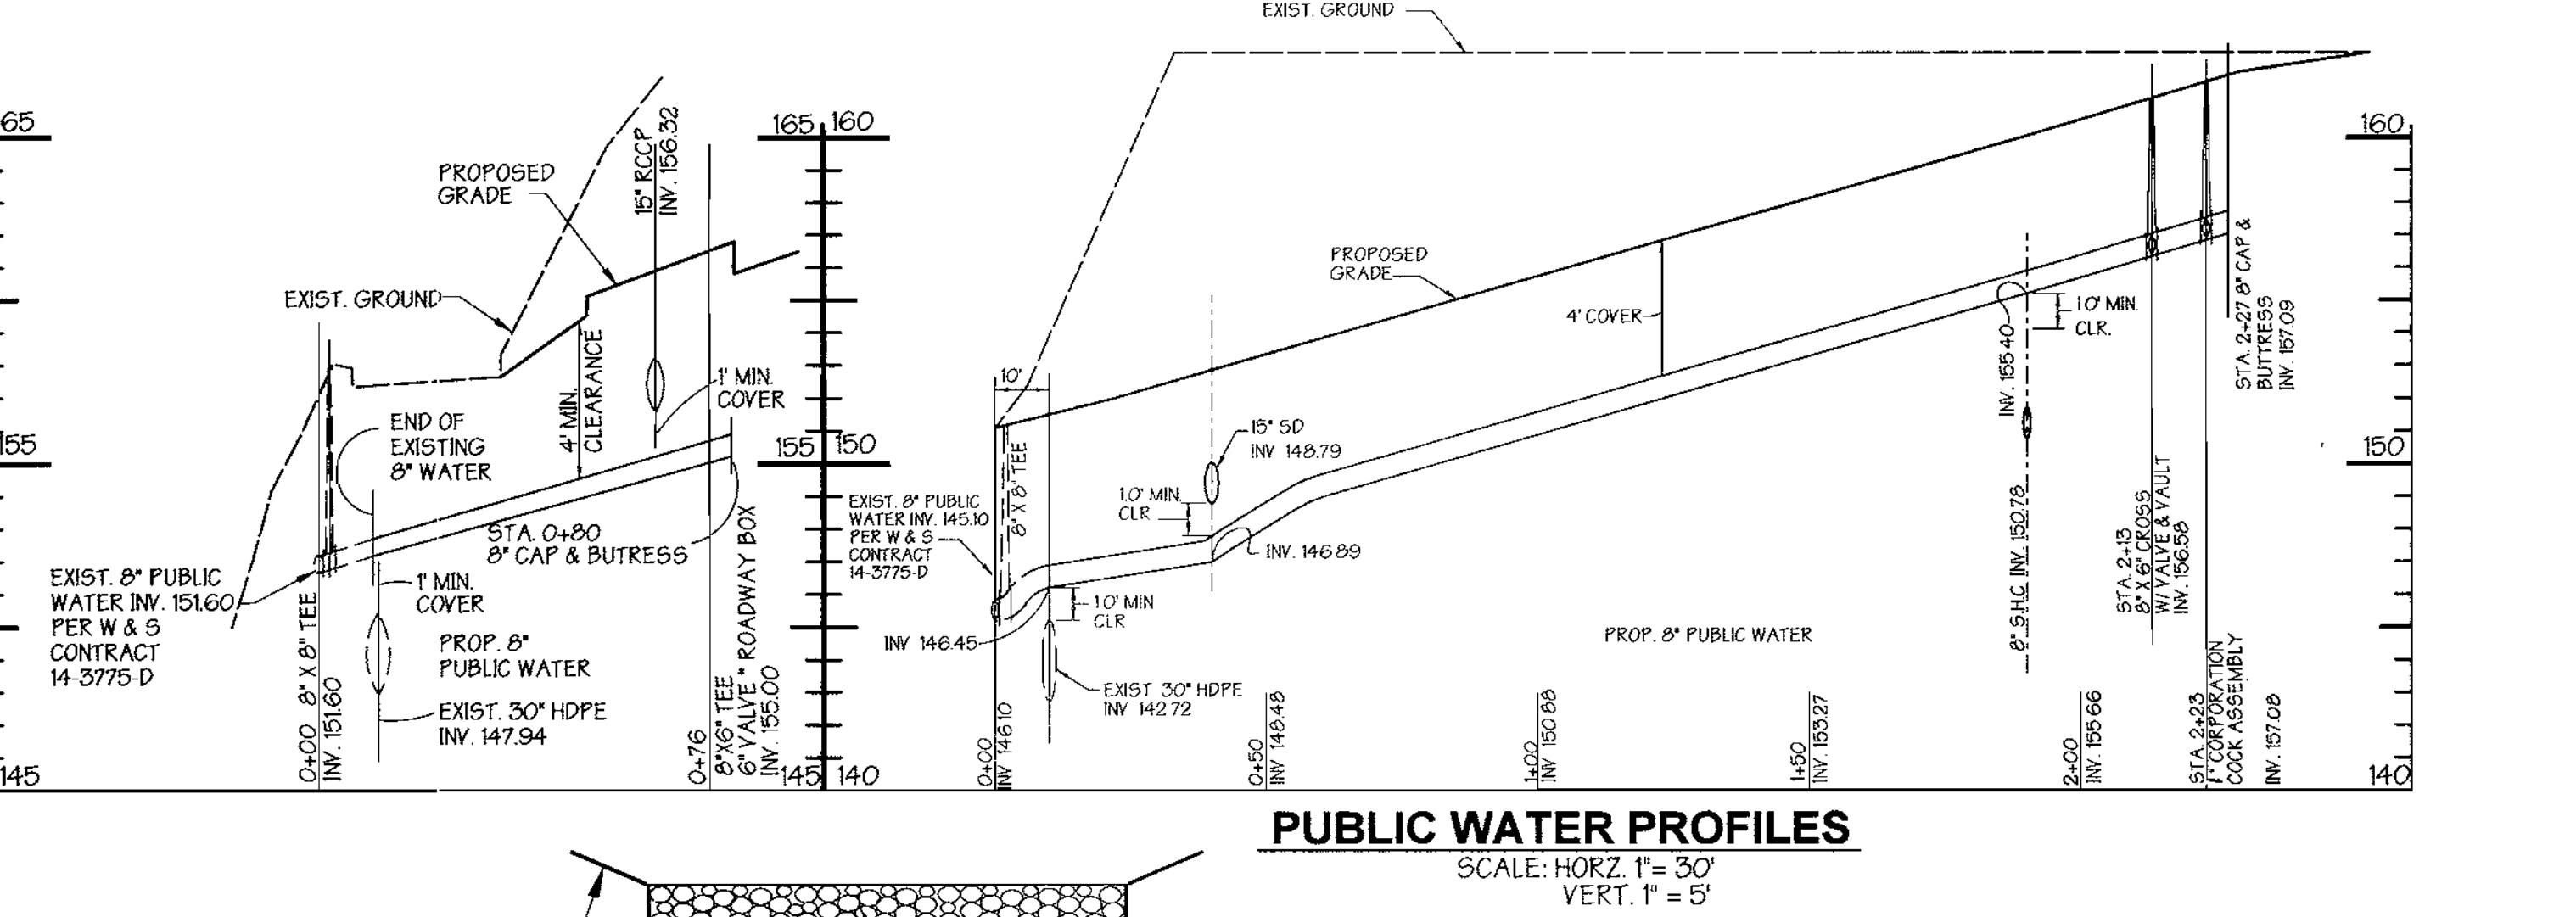 EXIST. GROUND
65
165
160
160
15" RCCP
INV. 156.32
PROPOSED
GRADE
EXIST. GROUND
4' MIN.
CLEARANCE
1' MIN.
COVER
END OF
EXISTING
8" WATER
155
155
150
150
STA. 0+80
8" CAP & BUTRESS
EXIST. 8" PUBLIC
WATER INV. 151.60
PER W & S
CONTRACT
14-3775-D
1' MIN.
COVER
PROP. 8"
PUBLIC WATER
EXIST. 30" HDPE
INV. 147.94
0+00 8" X 8" TEE
INV. 151.60
0+76
8"X6" TEE
6" VALVE " ROADWAY BOX
INV. 155.00
145
145
140
140
PROPOSED
GRADE
4' COVER
10'
8" X 8" TEE
EXIST. 8" PUBLIC
WATER INV. 145.10
PER W & S
CONTRACT
14-3775-D
15" SD
INV 148.79
1.0' MIN.
CLR
INV. 146.89
1.0' MIN
CLR
INV 146.45
EXIST 30" HDPE
INV 142.72
PROP. 8" PUBLIC WATER
INV. 155.40
1.0' MIN.
CLR.
8" S.H.C INV. 150.78
STA. 2+13
8" X 6" CROSS
W/ VALVE & VAULT
INV. 156.58
STA. 2+27 8" CAP &
BUTTRESS
INV. 157.09
STA. 2+23
1" CORPORATION
COCK ASSEMBLY
INV. 157.08
0+00
INV 146.10
0+50
INV 148.48
1+00
INV 150.88
1+50
INV. 153.27
2+00
INV. 155.66
PUBLIC WATER PROFILES
SCALE: HORZ. 1"= 30'
VERT. 1" = 5'